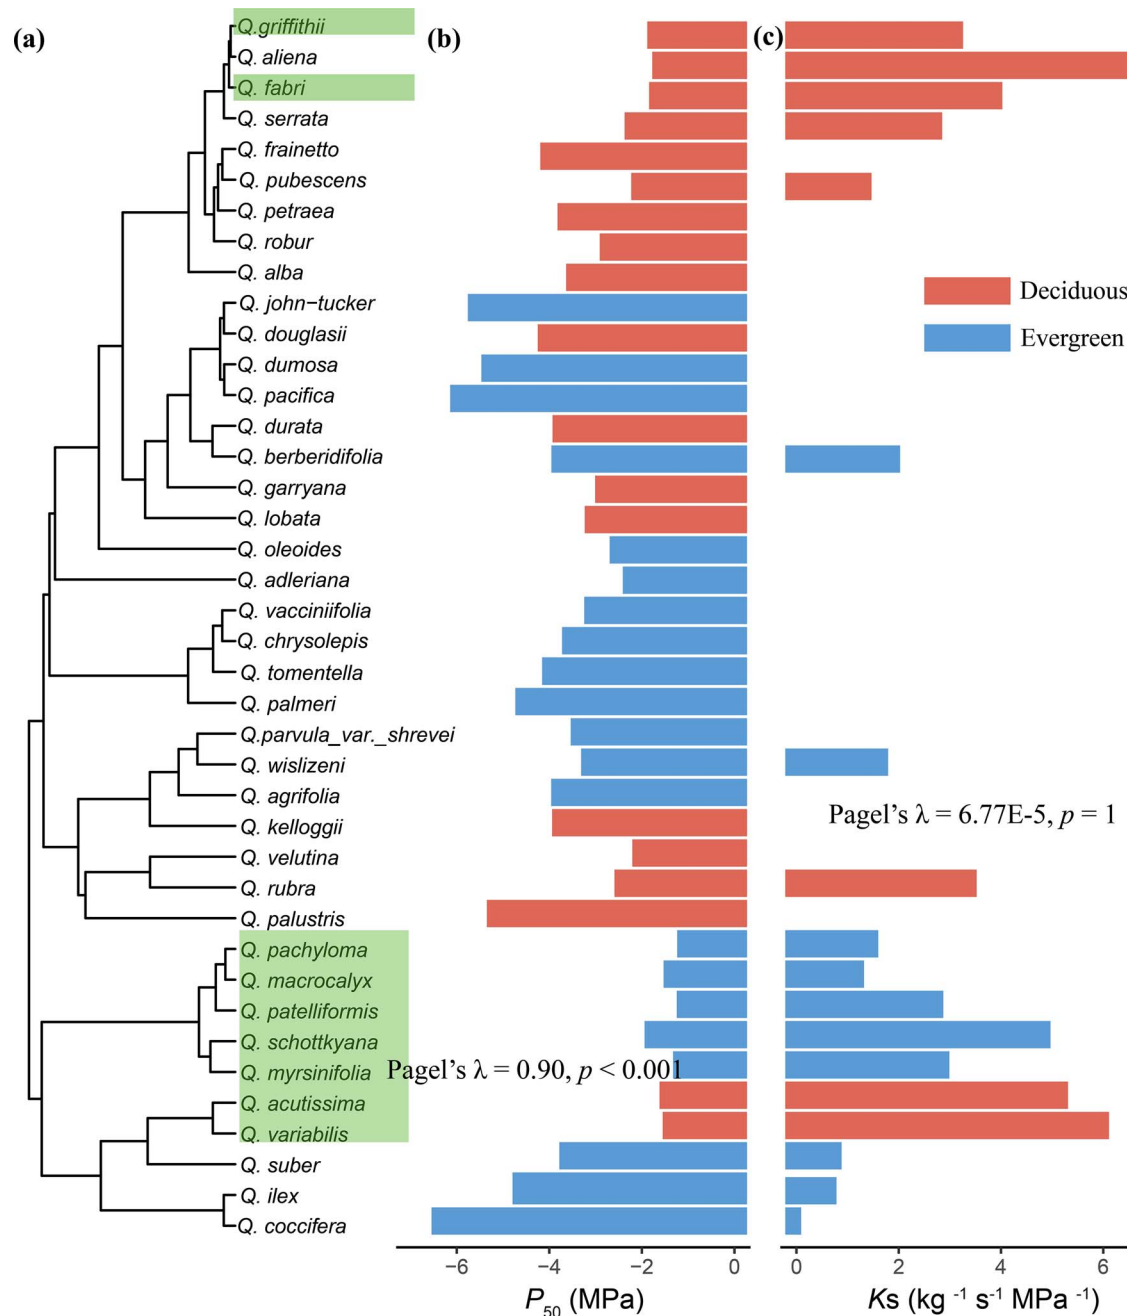 (a)
(b)
(c)
Q.griffithii
Q. aliena
Q. fabri
Q. serrata
Q. frainetto
Q. pubescens
Q. petraea
Q. robur
Q. alba
Q. john−tucker
Q. douglasii
Q. dumosa
Q. pacifica
Q. durata
Q. berberidifolia
Q. garryana
Q. lobata
Q. oleoides
Q. adleriana
Q. vacciniifolia
Q. chrysolepis
Q. tomentella
Q. palmeri
Q.parvula_var._shrevei
Q. wislizeni
Q. agrifolia
Q. kelloggii
Q. velutina
Q. rubra
Q. palustris
Q. pachyloma
Q. macrocalyx
Q. patelliformis
Q. schottkyana
Q. myrsinifolia
Q. acutissima
Q. variabilis
Q. suber
Q. ilex
Q. coccifera
Pagel's λ = 0.90, p < 0.001
−6 −4 −2 0
P50 (MPa)
Deciduous
Evergreen
Pagel's λ = 6.77E-5, p = 1
0 2 4 6
Ks (kg -1 s-1 MPa -1)